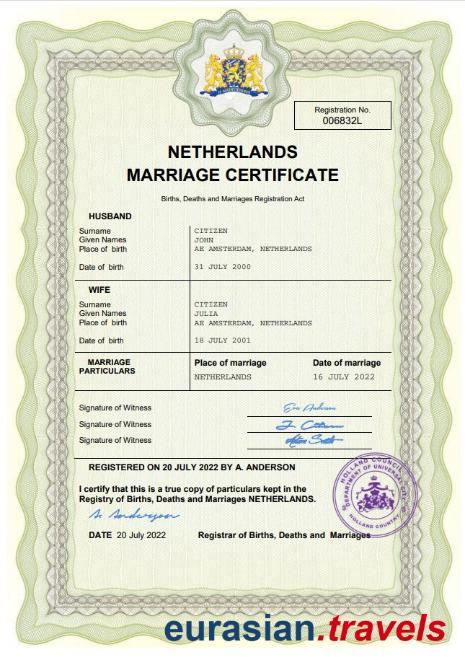 Registration No.
006832L
NETHERLANDS
MARRIAGE CERTIFICATE
Births, Deaths and Marriages Registration Act
HUSBAND
Surname CITIZEN
Given Names JOHN
Place of birth AK AMSTERDAM, NETHERLANDS
Date of birth 31 JULY 2000
WIFE
Surname CITIZEN
Given Names JULIA
Place of birth AK AMSTERDAM, NETHERLANDS
Date of birth 18 JULY 2001
MARRIAGE PARTICULARS
Place of marriage Date of marriage
NETHERLANDS 16 JULY 2022
Signature of Witness
Signature of Witness
Signature of Witness
REGISTERED ON 20 JULY 2022 BY A. ANDERSON
I certify that this is a true copy of particulars kept in the
Registry of Births, Deaths and Marriages NETHERLANDS.
A. Anderson
DATE 20 July 2022 Registrar of Births, Deaths and Marriages
HOLLAND COUNCIL
DEPARTMENT OF UNIVERSAL
HOLLAND COUNTRY
eurasian.travels